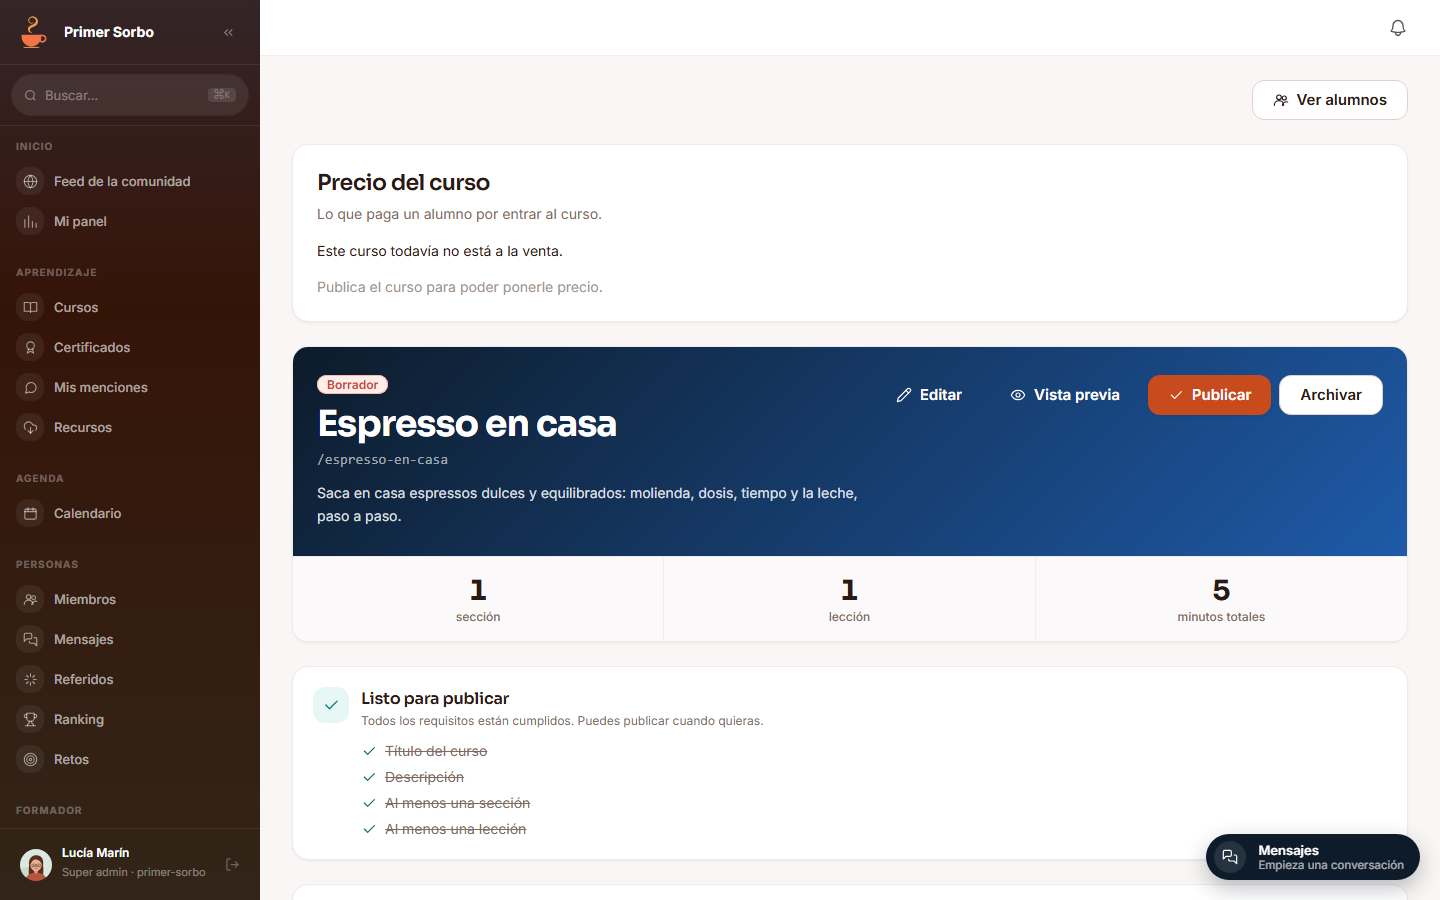 Primer Sorbo
Buscar...
⌘K
INICIO
Feed de la comunidad
Mi panel
APRENDIZAJE
Cursos
Certificados
Mis menciones
Recursos
AGENDA
Calendario
PERSONAS
Miembros
Mensajes
Referidos
Ranking
Retos
FORMADOR
Lucía Marín
Super admin · primer-sorbo
Ver alumnos
Precio del curso
Lo que paga un alumno por entrar al curso.
Este curso todavía no está a la venta.
Publica el curso para poder ponerle precio.
Borrador
Editar
Vista previa
Publicar
Archivar
Espresso en casa
/espresso-en-casa
Saca en casa espressos dulces y equilibrados: molienda, dosis, tiempo y la leche,
paso a paso.
1
sección
1
lección
5
minutos totales
Listo para publicar
Todos los requisitos están cumplidos. Puedes publicar cuando quieras.
Título del curso
Descripción
Al menos una sección
Al menos una lección
Mensajes
Empieza una conversación